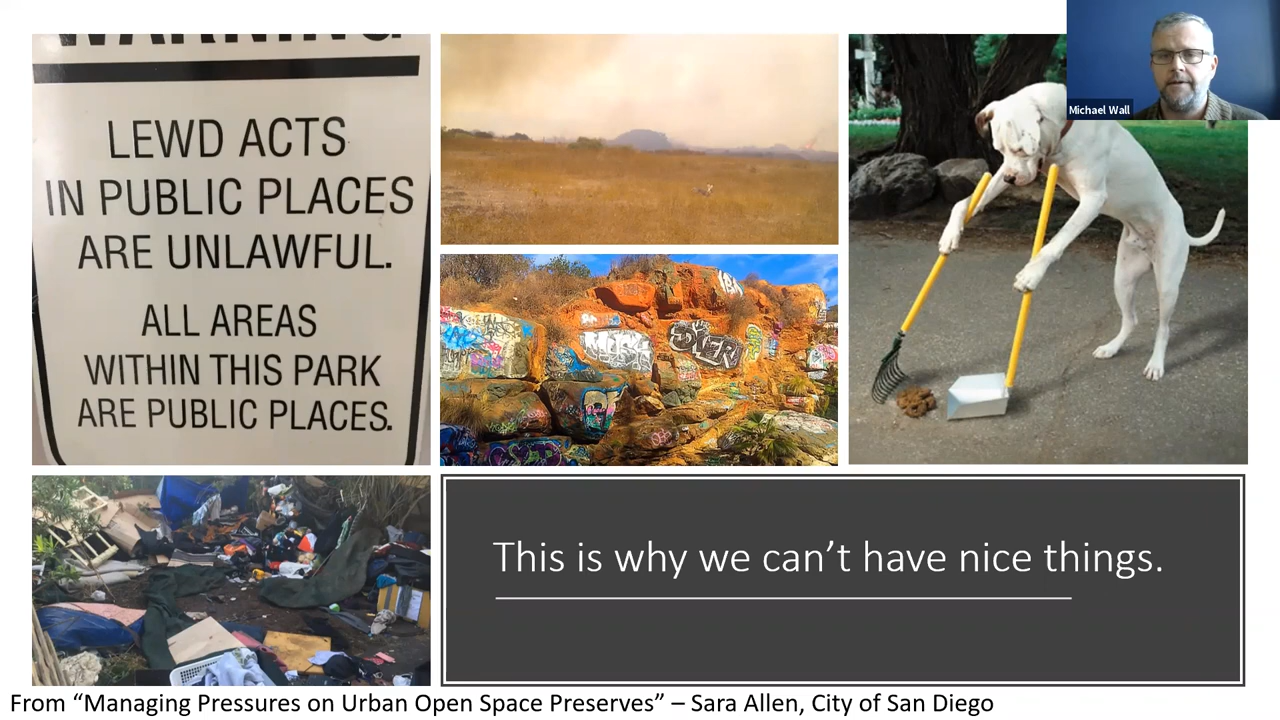 WARNING
LEWD ACTS
IN PUBLIC PLACES
ARE UNLAWFUL.
ALL AREAS
WITHIN THIS PARK
ARE PUBLIC PLACES.
Michael Wall
This is why we can’t have nice things.
From “Managing Pressures on Urban Open Space Preserves” – Sara Allen, City of San Diego